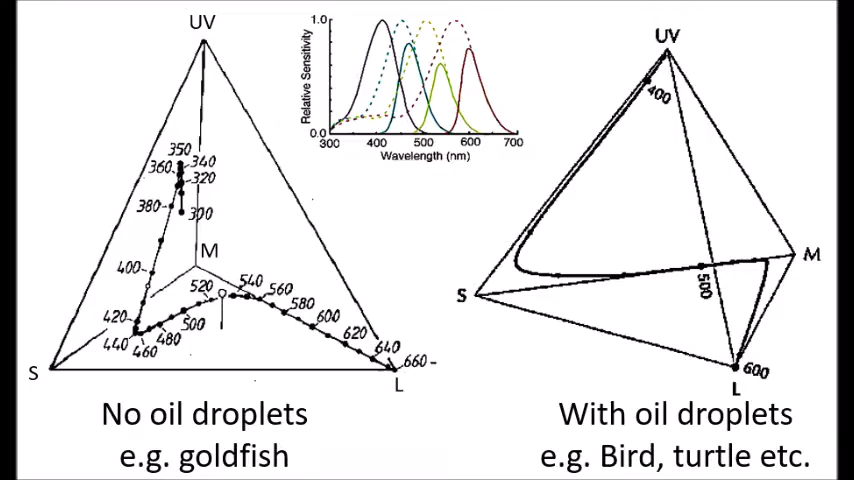 UV
350
360
340
320
380
300
M
400
520
540
560
420
500
580
440
460
480
600
620
640
660-
S
L
No oil droplets
e.g. goldfish
1.0
Relative Sensitivity
0.0
300 400 500 600 700
Wavelength (nm)
UV
400
M
S
500
600
L
With oil droplets
e.g. Bird, turtle etc.